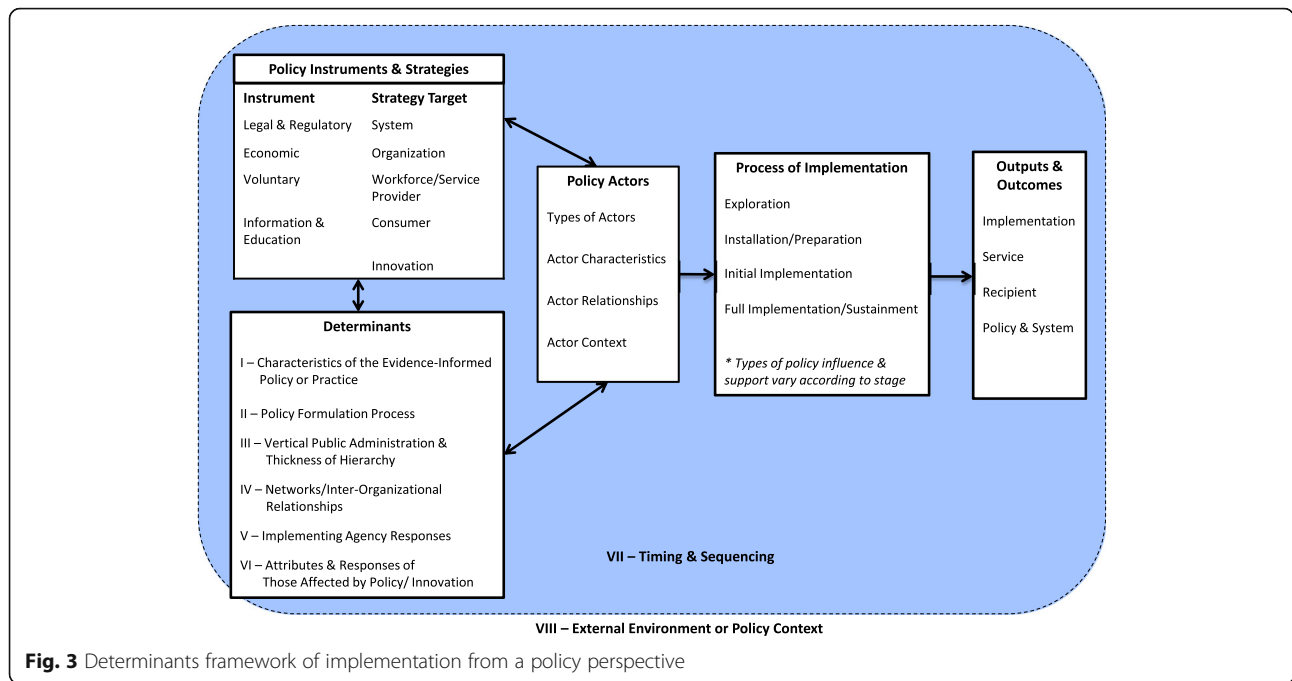 Policy Instruments & Strategies
Instrument
Strategy Target
Legal & Regulatory
System
Economic
Organization
Voluntary
Workforce/Service
Provider
Information &
Education
Consumer
Innovation
Determinants
I – Characteristics of the Evidence-Informed
Policy or Practice
II – Policy Formulation Process
III – Vertical Public Administration &
Thickness of Hierarchy
IV – Networks/Inter-Organizational
Relationships
V – Implementing Agency Responses
VI – Attributes & Responses of
Those Affected by Policy/ Innovation
Policy Actors
Types of Actors
Actor Characteristics
Actor Relationships
Actor Context
Process of Implementation
Exploration
Installation/Preparation
Initial Implementation
Full Implementation/Sustainment
* Types of policy influence &
support vary according to stage
Outputs &
Outcomes
Implementation
Service
Recipient
Policy & System
VII – Timing & Sequencing
VIII – External Environment or Policy Context
Fig. 3 Determinants framework of implementation from a policy perspective